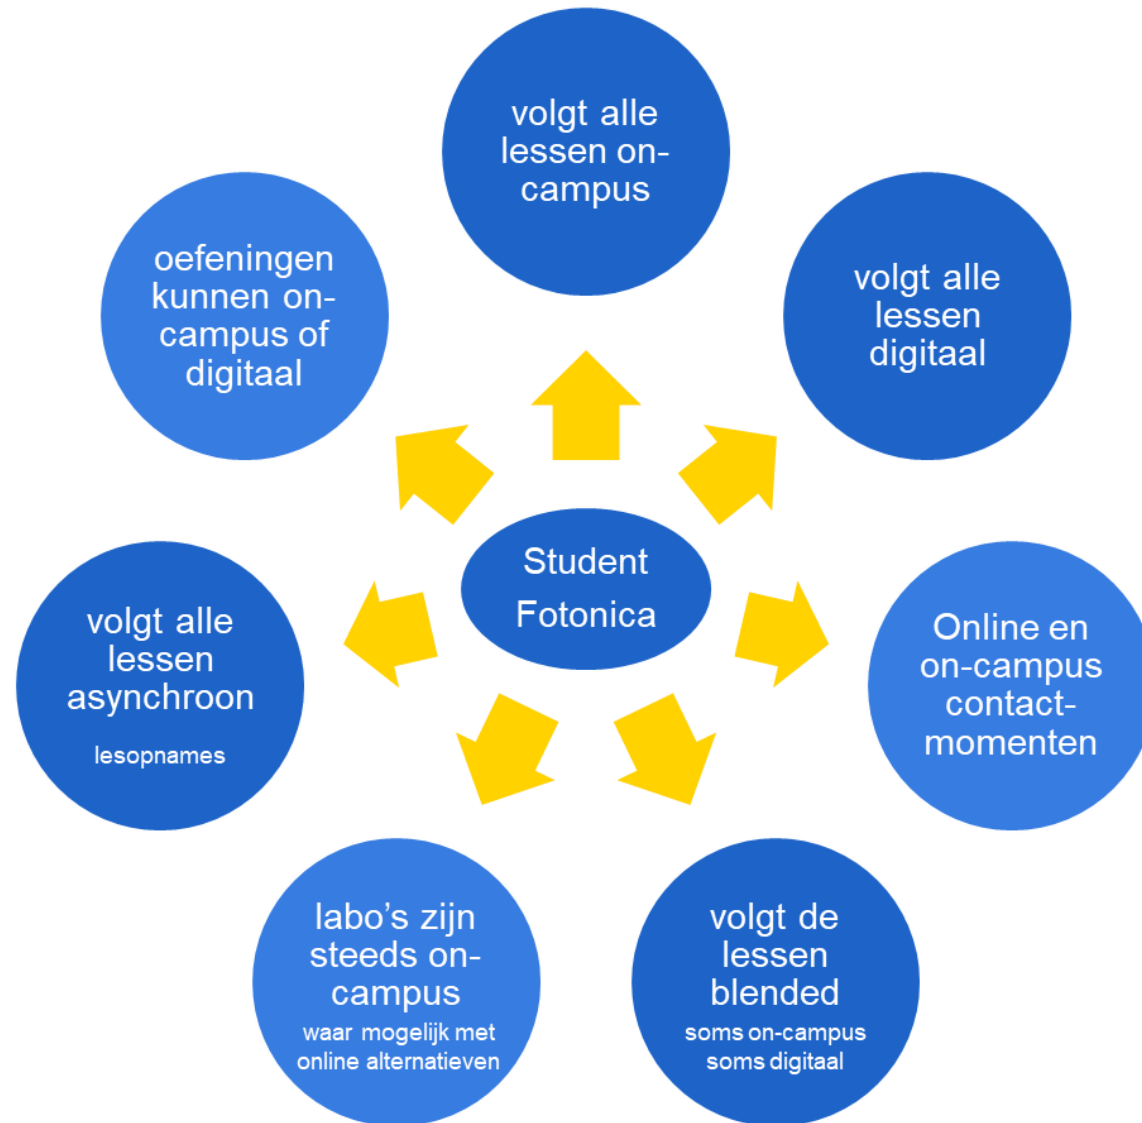 volgt alle
lessen on-
campus
oefeningen
kunnen on-
campus of
digitaal
volgt alle
lessen
digitaal
Student
Fotonica
volgt alle
lessen
asynchroon
lesopnames
Online en
on-campus
contact-
momenten
labo's zijn
steeds on-
campus
waar mogelijk met
online alternatieven
volgt de
lessen
blended
soms on-campus
soms digitaal